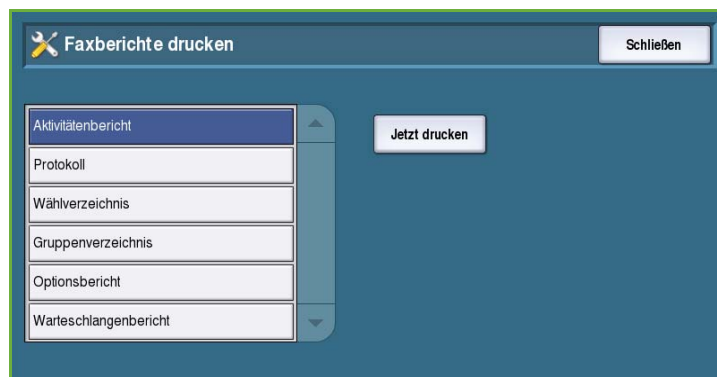 Faxberichte drucken
Schließen
Aktivitätenbericht
Jetzt drucken
Protokoll
Wählverzeichnis
Gruppenverzeichnis
Optionsbericht
Warteschlangenbericht